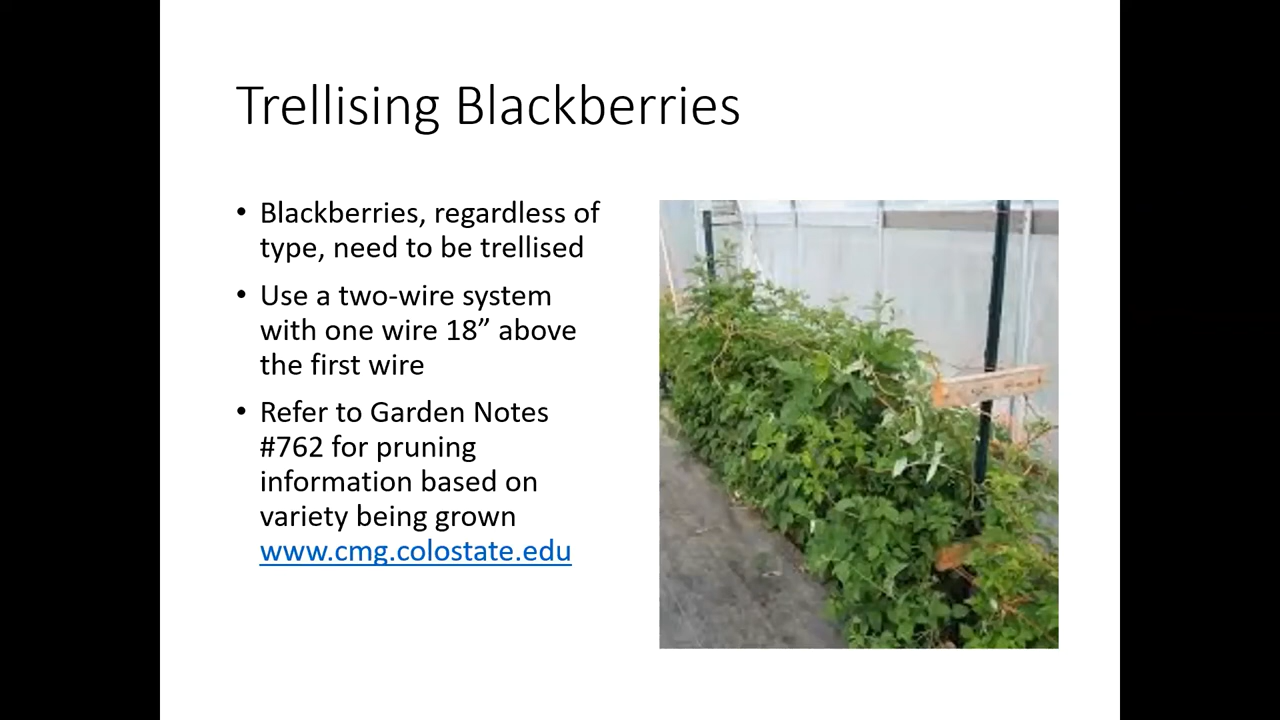 Trellising Blackberries
• Blackberries, regardless of
type, need to be trellised
• Use a two-wire system
with one wire 18” above
the first wire
• Refer to Garden Notes
#762 for pruning
information based on
variety being grown
www.cmg.colostate.edu